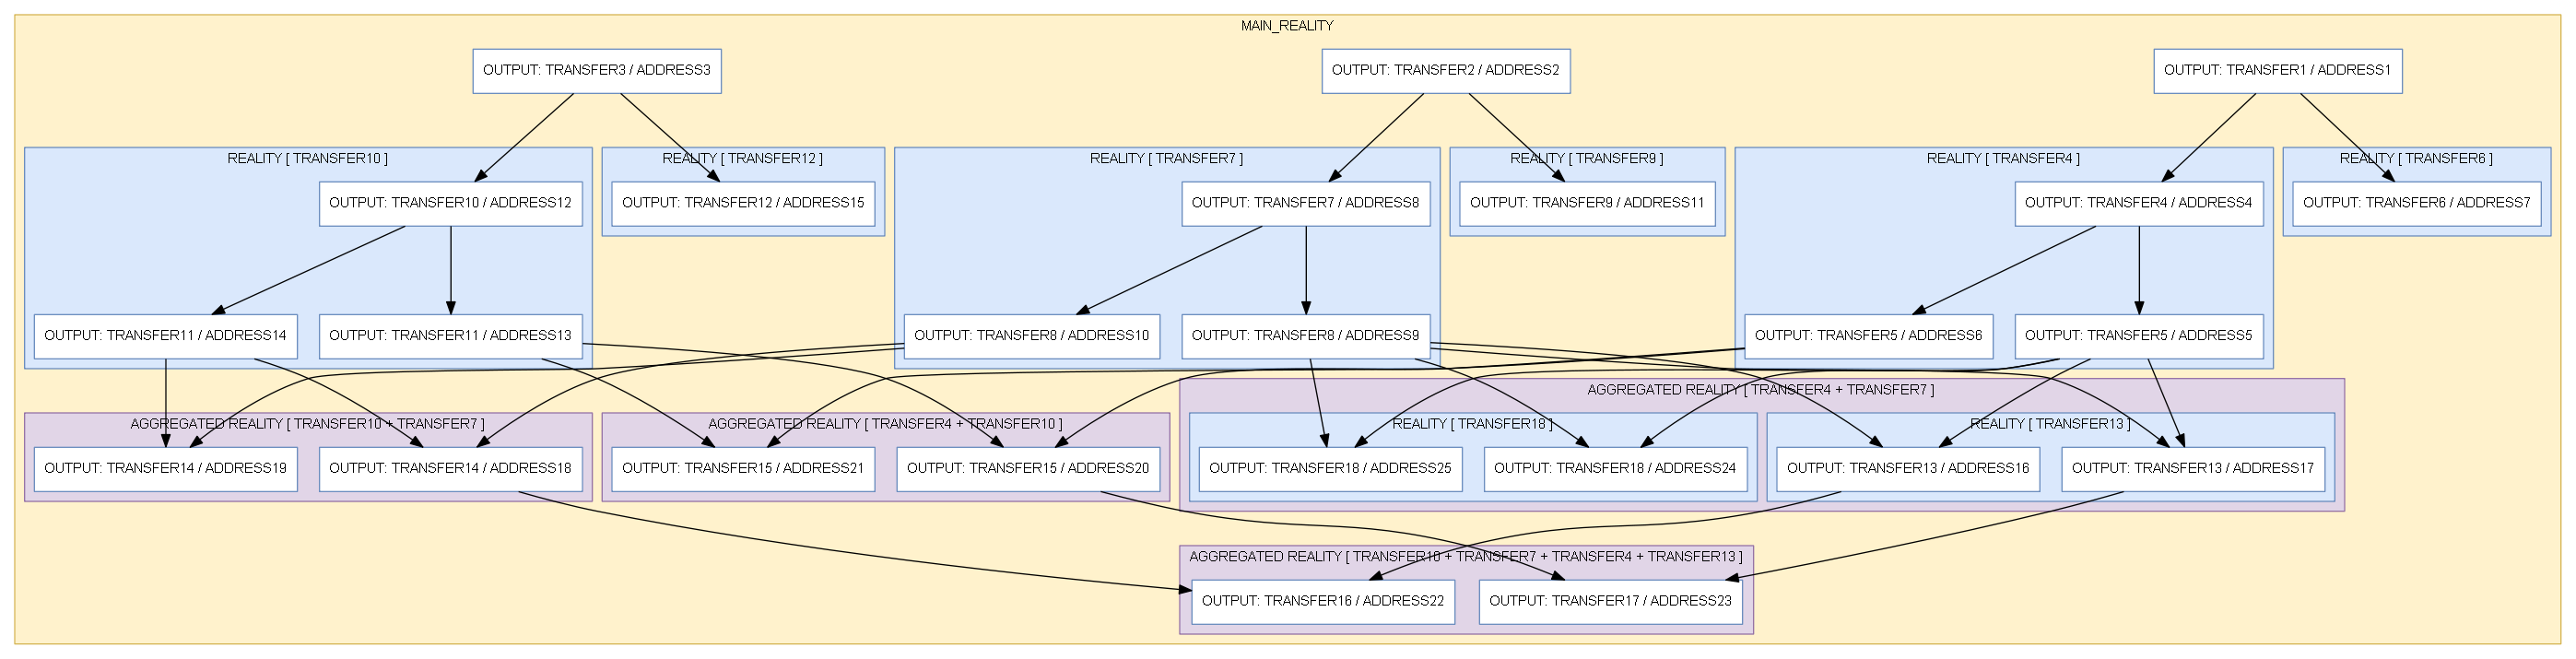 MAIN_REALITY
OUTPUT: TRANSFER3 / ADDRESS3
OUTPUT: TRANSFER2 / ADDRESS2
OUTPUT: TRANSFER1 / ADDRESS1
REALITY [ TRANSFER10 ]
REALITY [ TRANSFER12 ]
REALITY [ TRANSFER7 ]
REALITY [ TRANSFER9 ]
REALITY [ TRANSFER4 ]
REALITY [ TRANSFER6 ]
OUTPUT: TRANSFER10 / ADDRESS12
OUTPUT: TRANSFER12 / ADDRESS15
OUTPUT: TRANSFER7 / ADDRESS8
OUTPUT: TRANSFER9 / ADDRESS11
OUTPUT: TRANSFER4 / ADDRESS4
OUTPUT: TRANSFER6 / ADDRESS7
OUTPUT: TRANSFER11 / ADDRESS14
OUTPUT: TRANSFER11 / ADDRESS13
OUTPUT: TRANSFER8 / ADDRESS10
OUTPUT: TRANSFER8 / ADDRESS9
OUTPUT: TRANSFER5 / ADDRESS6
OUTPUT: TRANSFER5 / ADDRESS5
AGGREGATED REALITY [ TRANSFER4 + TRANSFER7 ]
AGGREGATED REALITY [ TRANSFER10 + TRANSFER7 ]
AGGREGATED REALITY [ TRANSFER4 + TRANSFER10 ]
REALITY [ TRANSFER18 ]
REALITY [ TRANSFER13 ]
OUTPUT: TRANSFER14 / ADDRESS19
OUTPUT: TRANSFER14 / ADDRESS18
OUTPUT: TRANSFER15 / ADDRESS21
OUTPUT: TRANSFER15 / ADDRESS20
OUTPUT: TRANSFER18 / ADDRESS25
OUTPUT: TRANSFER18 / ADDRESS24
OUTPUT: TRANSFER13 / ADDRESS16
OUTPUT: TRANSFER13 / ADDRESS17
AGGREGATED REALITY [ TRANSFER10 + TRANSFER7 + TRANSFER4 + TRANSFER13 ]
OUTPUT: TRANSFER16 / ADDRESS22
OUTPUT: TRANSFER17 / ADDRESS23